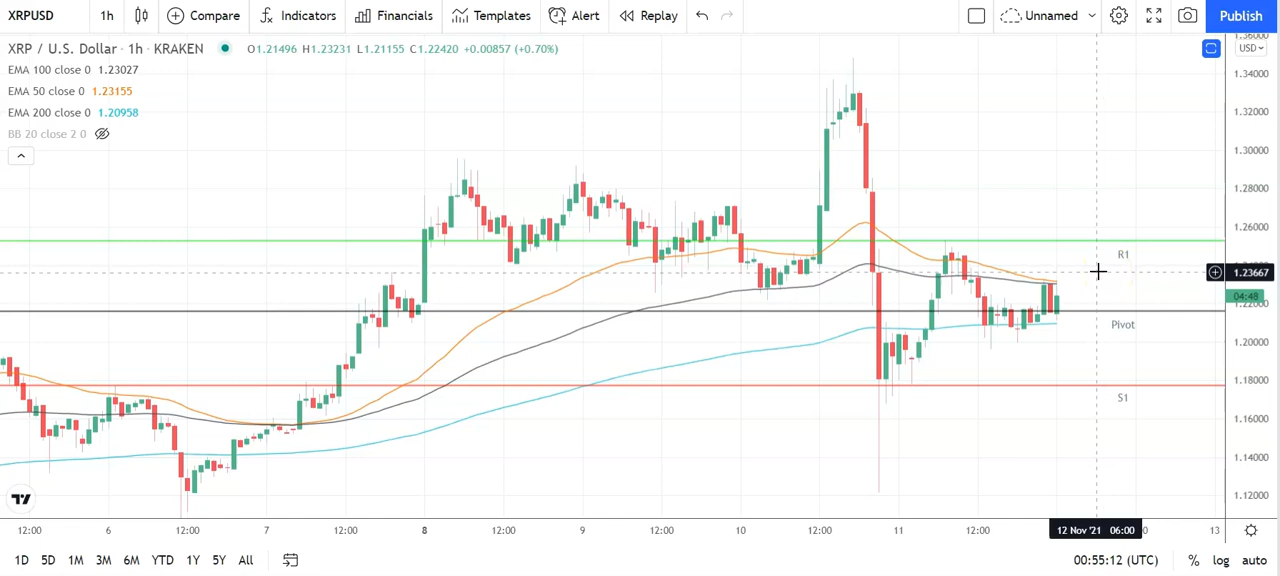 XRPUSD 1h Compare Indicators Financials Templates Alert Replay Unnamed Publish
XRP / U.S. Dollar · 1h · KRAKEN O1.21496 H1.23231 L1.21155 C1.22420 +0.00857 (+0.70%)
USD
EMA 100 close 0 1.23027
EMA 50 close 0 1.23155
EMA 200 close 0 1.20958
BB 20 close 2 0
1.34000
1.32000
1.30000
1.28000
1.26000
R1
1.23667
04:48
Pivot
1.20000
1.18000
S1
1.16000
1.14000
1.12000
12:00 6 12:00 7 12:00 8 12:00 9 12:00 10 12:00 11 12:00 12 Nov '21 06:00 13
1D 5D 1M 3M 6M YTD 1Y 5Y All 00:55:12 (UTC) % log auto